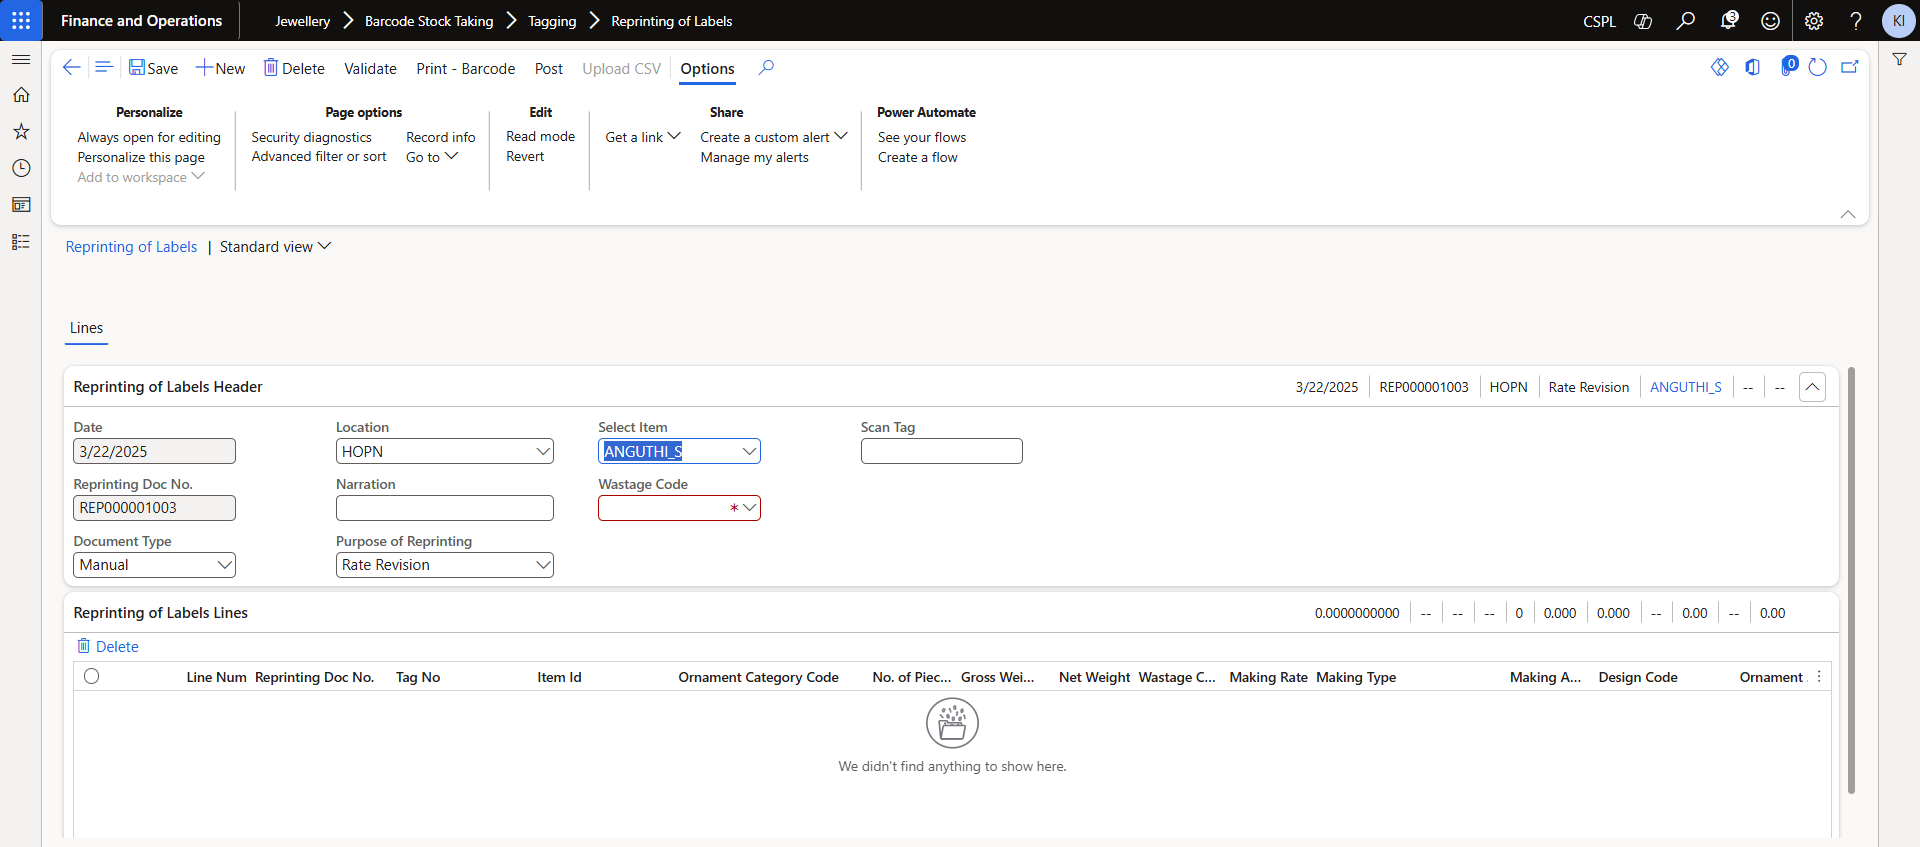 Finance and Operations
Jewellery > Barcode Stock Taking > Tagging > Reprinting of Labels
CSPL
3
KI
Save
New
Delete
Validate
Print - Barcode
Post
Upload CSV
Options
0
Personalize
Always open for editing
Personalize this page
Add to workspace
Page options
Security diagnostics
Advanced filter or sort
Record info
Go to
Edit
Read mode
Revert
Share
Get a link
Create a custom alert
Manage my alerts
Power Automate
See your flows
Create a flow
Reprinting of Labels | Standard view
Lines
Reprinting of Labels Header
3/22/2025 REP000001003 HOPN Rate Revision ANGUTHI_S -- --
Date
3/22/2025
Reprinting Doc No.
REP000001003
Document Type
Manual
Location
HOPN
Narration
Purpose of Reprinting
Rate Revision
Select Item
ANGUTHI_S
Wastage Code
*
Scan Tag
Reprinting of Labels Lines
0.0000000000 -- -- -- 0 0.000 0.000 -- 0.00 -- 0.00
Delete
Line Num Reprinting Doc No. Tag No Item Id Ornament Category Code No. of Piec... Gross Wei... Net Weight Wastage C... Making Rate Making Type Making A... Design Code Ornament
We didn't find anything to show here.